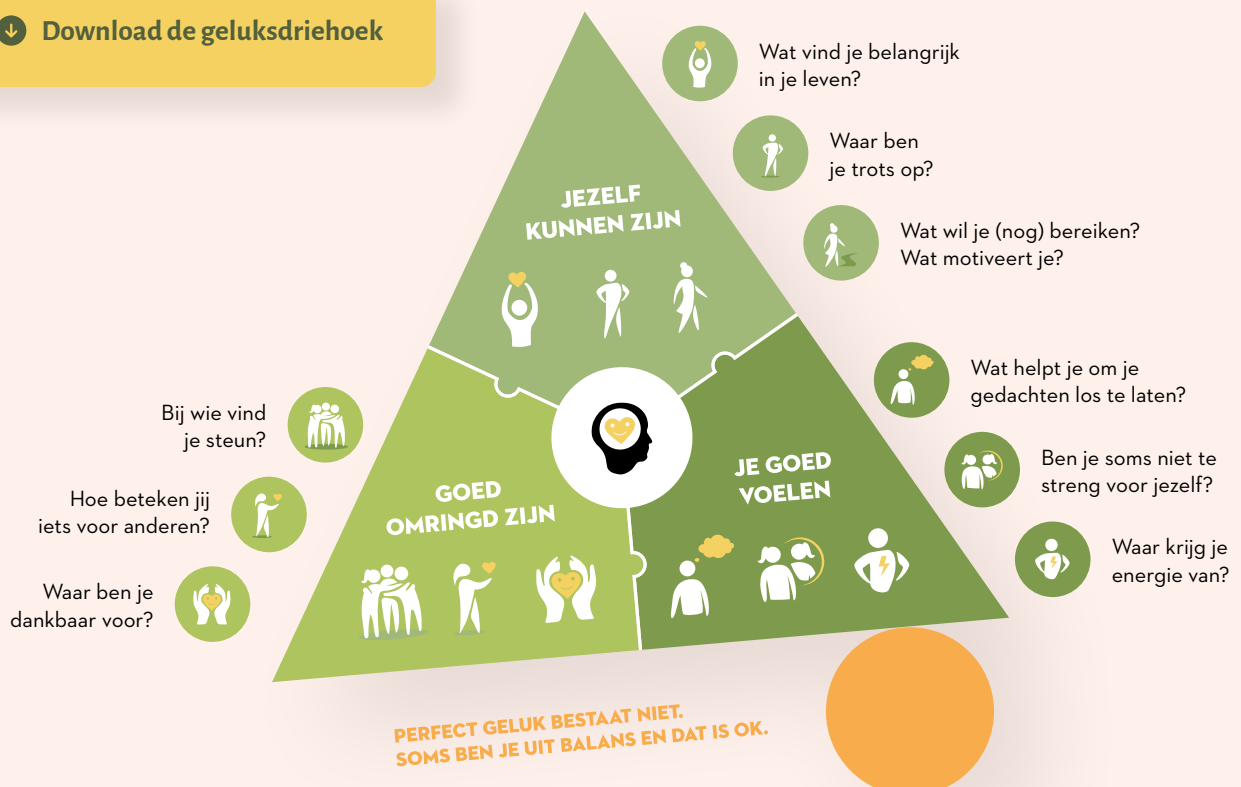 Download de geluksdriehoek
Wat vind je belangrijk
in je leven?
Waar ben
je trots op?
Wat wil je (nog) bereiken?
Wat motiveert je?
JEZELF
KUNNEN ZIJN
Wat helpt je om je
gedachten los te laten?
Ben je soms niet te
streng voor jezelf?
Waar krijg je
energie van?
JE GOED
VOELEN
Bij wie vind
je steun?
Hoe beteken jij
iets voor anderen?
Waar ben je
dankbaar voor?
GOED
OMRINGD ZIJN
PERFECT GELUK BESTAAT NIET.
SOMS BEN JE UIT BALANS EN DAT IS OK.